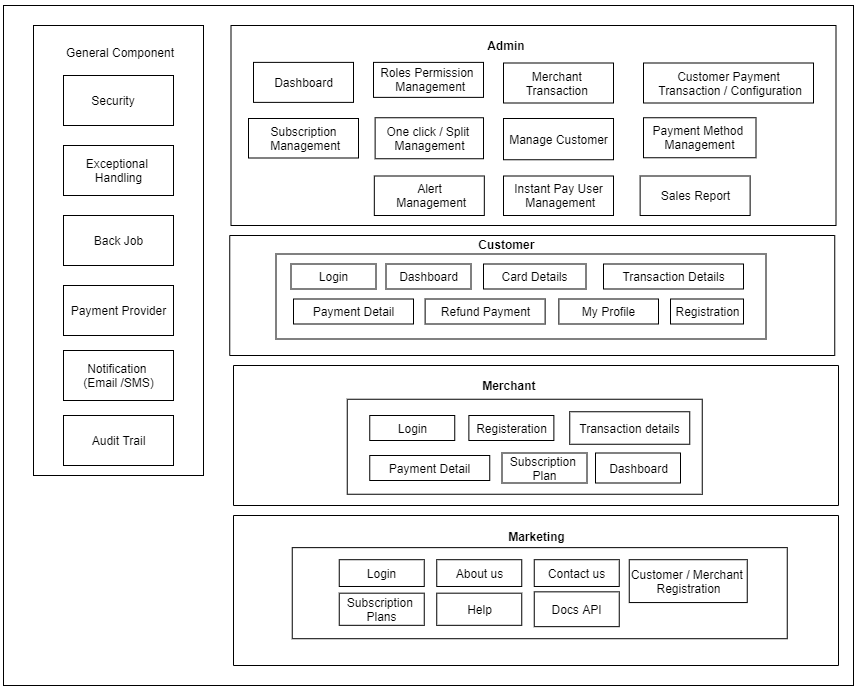 General Component
Security
Exceptional
Handling
Back Job
Payment Provider
Notification
(Email /SMS)
Audit Trail
Admin
Dashboard
Roles Permission
Management
Merchant
Transaction
Customer Payment
Transaction / Configuration
Subscription
Management
One click / Split
Management
Manage Customer
Payment Method
Management
Alert
Management
Instant Pay User
Management
Sales Report
Customer
Login
Dashboard
Card Details
Transaction Details
Payment Detail
Refund Payment
My Profile
Registration
Merchant
Login
Registeration
Transaction details
Payment Detail
Subscription
Plan
Dashboard
Marketing
Login
About us
Contact us
Customer / Merchant
Registration
Subscription
Plans
Help
Docs API